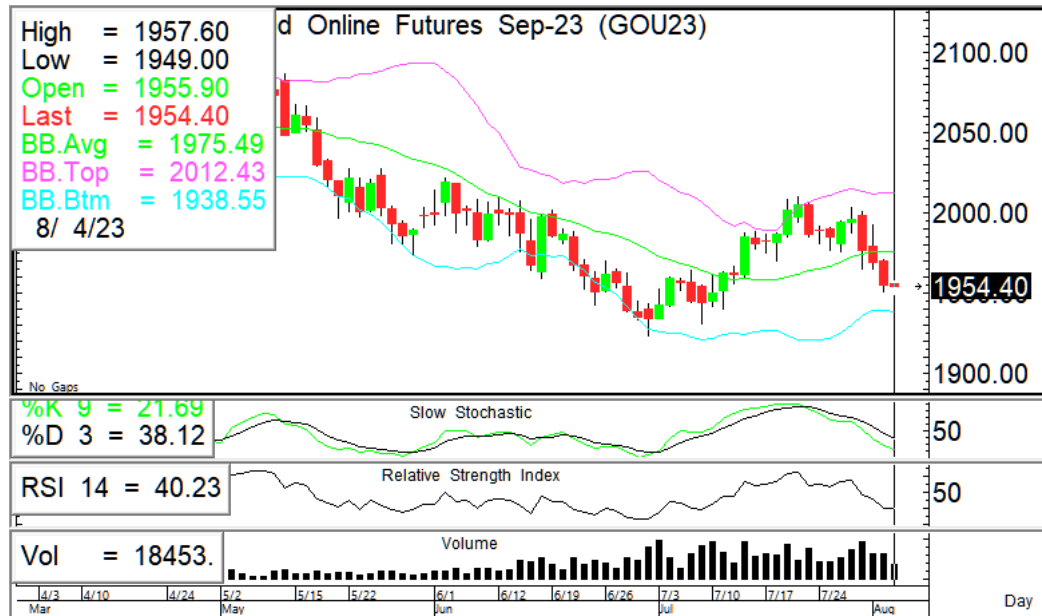 d Online Futures Sep-23 (GOU23)
High = 1957.60
Low = 1949.00
Open = 1955.90
Last = 1954.40
BB.Avg = 1975.49
BB.Top = 2012.43
BB.Btm = 1938.55
8/ 4/23
2100.00
2050.00
2000.00
1954.40
1900.00
No Gaps
%K 9 = 21.69
%D 3 = 38.12
Slow Stochastic
50
RSI 14 = 40.23
Relative Strength Index
50
Vol = 18453.
Volume
4/3 4/10 4/24 5/2 5/15 5/22 6/1 6/12 6/19 6/26 7/3 7/10 7/17 7/24
Mar May Jun Jul Aug
Day